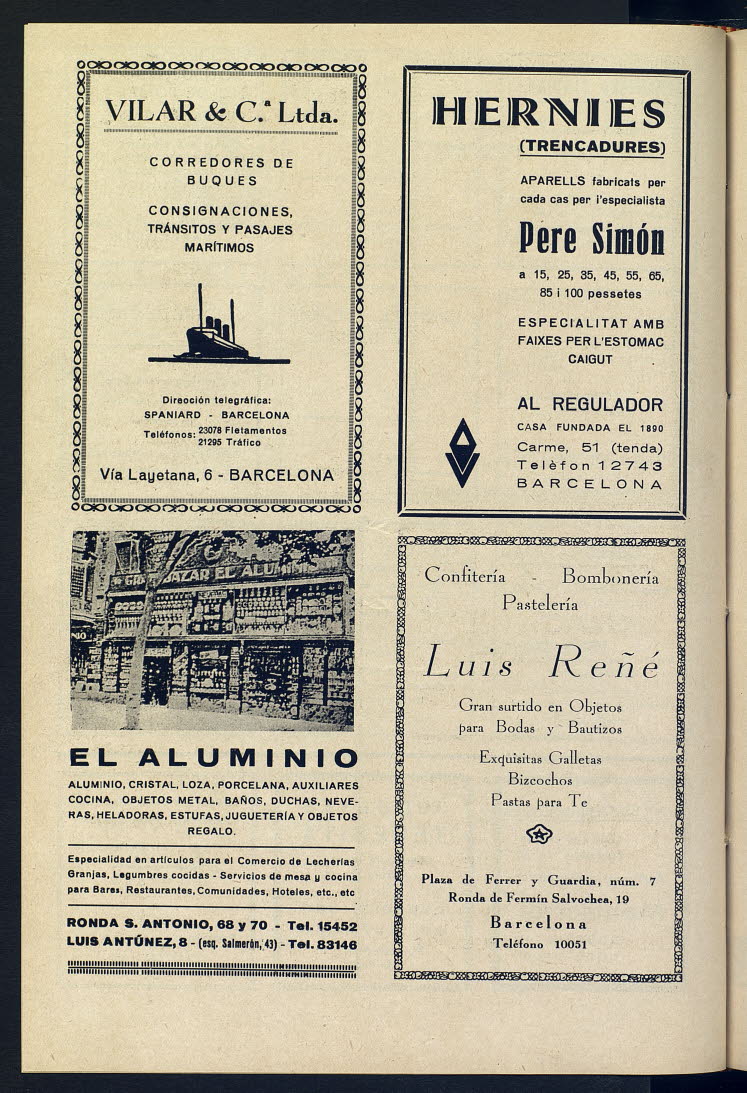 VILAR & C.ª Ltda.
CORREDORES DE
BUQUES
CONSIGNACIONES,
TRÁNSITOS Y PASAJES
MARÍTIMOS
Dirección telegráfica:
SPANIARD - BARCELONA
Teléfonos: 23078 Fletamentos
21295 Tráfico
Vía Layetana, 6 - BARCELONA
HERNIES
(TRENCADURES)
APARELLS fabricats per
cada cas per l'especialista
Pere Simón
a 15, 25, 35, 45, 55, 65,
85 i 100 pessetes
ESPECIALITAT AMB
FAIXES PER L'ESTOMAC
CAIGUT
AL REGULADOR
CASA FUNDADA EL 1890
Carme, 51 (tenda)
Telèfon 12743
BARCELONA
GRAN BAZAR EL ALUMINI
EL ALUMINIO
ALUMINIO, CRISTAL, LOZA, PORCELANA, AUXILIARES
COCINA, OBJETOS METAL, BAÑOS, DUCHAS, NEVE-
RAS, HELADORAS, ESTUFAS, JUGUETERÍA Y OBJETOS
REGALO.
Especialidad en artículos para el Comercio de Lecherías
Granjas, Legumbres cocidas - Servicios de mesa y cocina
para Bares, Restaurantes, Comunidades, Hoteles, etc., etc
RONDA S. ANTONIO, 68 y 70 - Tel. 15452
LUIS ANTÚNEZ, 8 - (esq. Salmerón, 43) - Tel. 83146
Confitería - Bombonería
Pastelería
Luis Reñé
Gran surtido en Objetos
para Bodas y Bautizos
Exquisitas Galletas
Bizcochos
Pastas para Te
Plaza de Ferrer y Guardia, núm. 7
Ronda de Fermín Salvochea, 19
Barcelona
Teléfono 10051